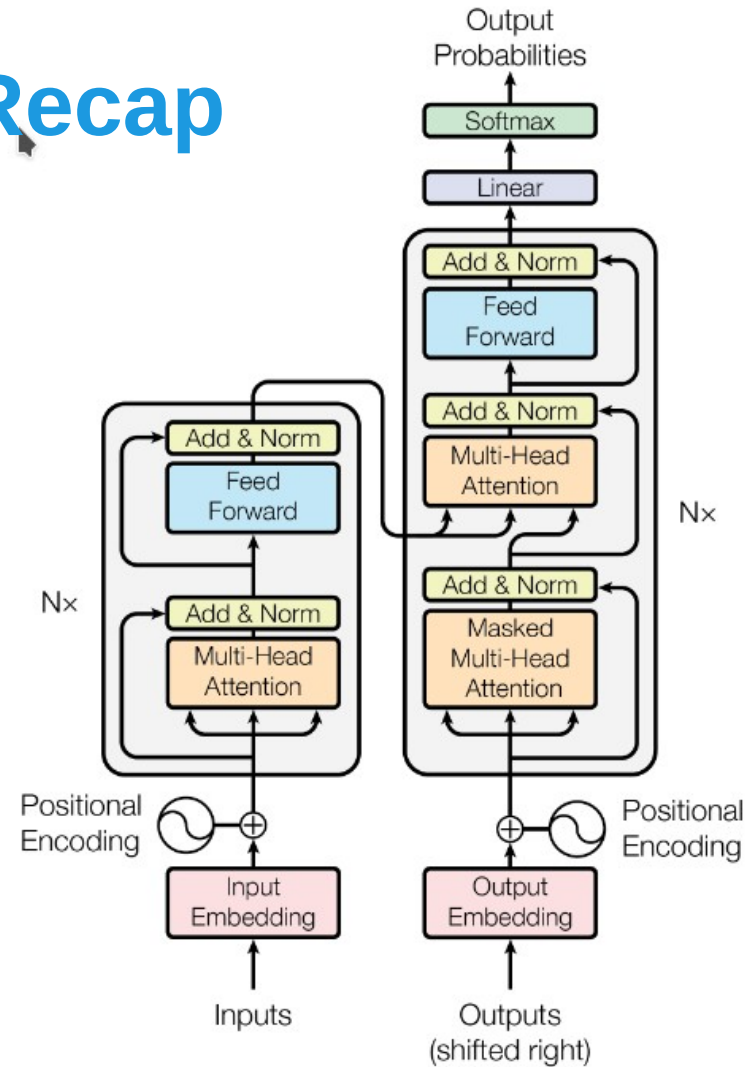 Recap
Output
Probabilities
Softmax
Linear
Add & Norm
Feed
Forward
Add & Norm
Multi-Head
Attention
Nx
Add & Norm
Masked
Multi-Head
Attention
Add & Norm
Feed
Forward
Nx
Add & Norm
Multi-Head
Attention
Positional
Encoding
Positional
Encoding
Input
Embedding
Output
Embedding
Inputs
Outputs
(shifted right)